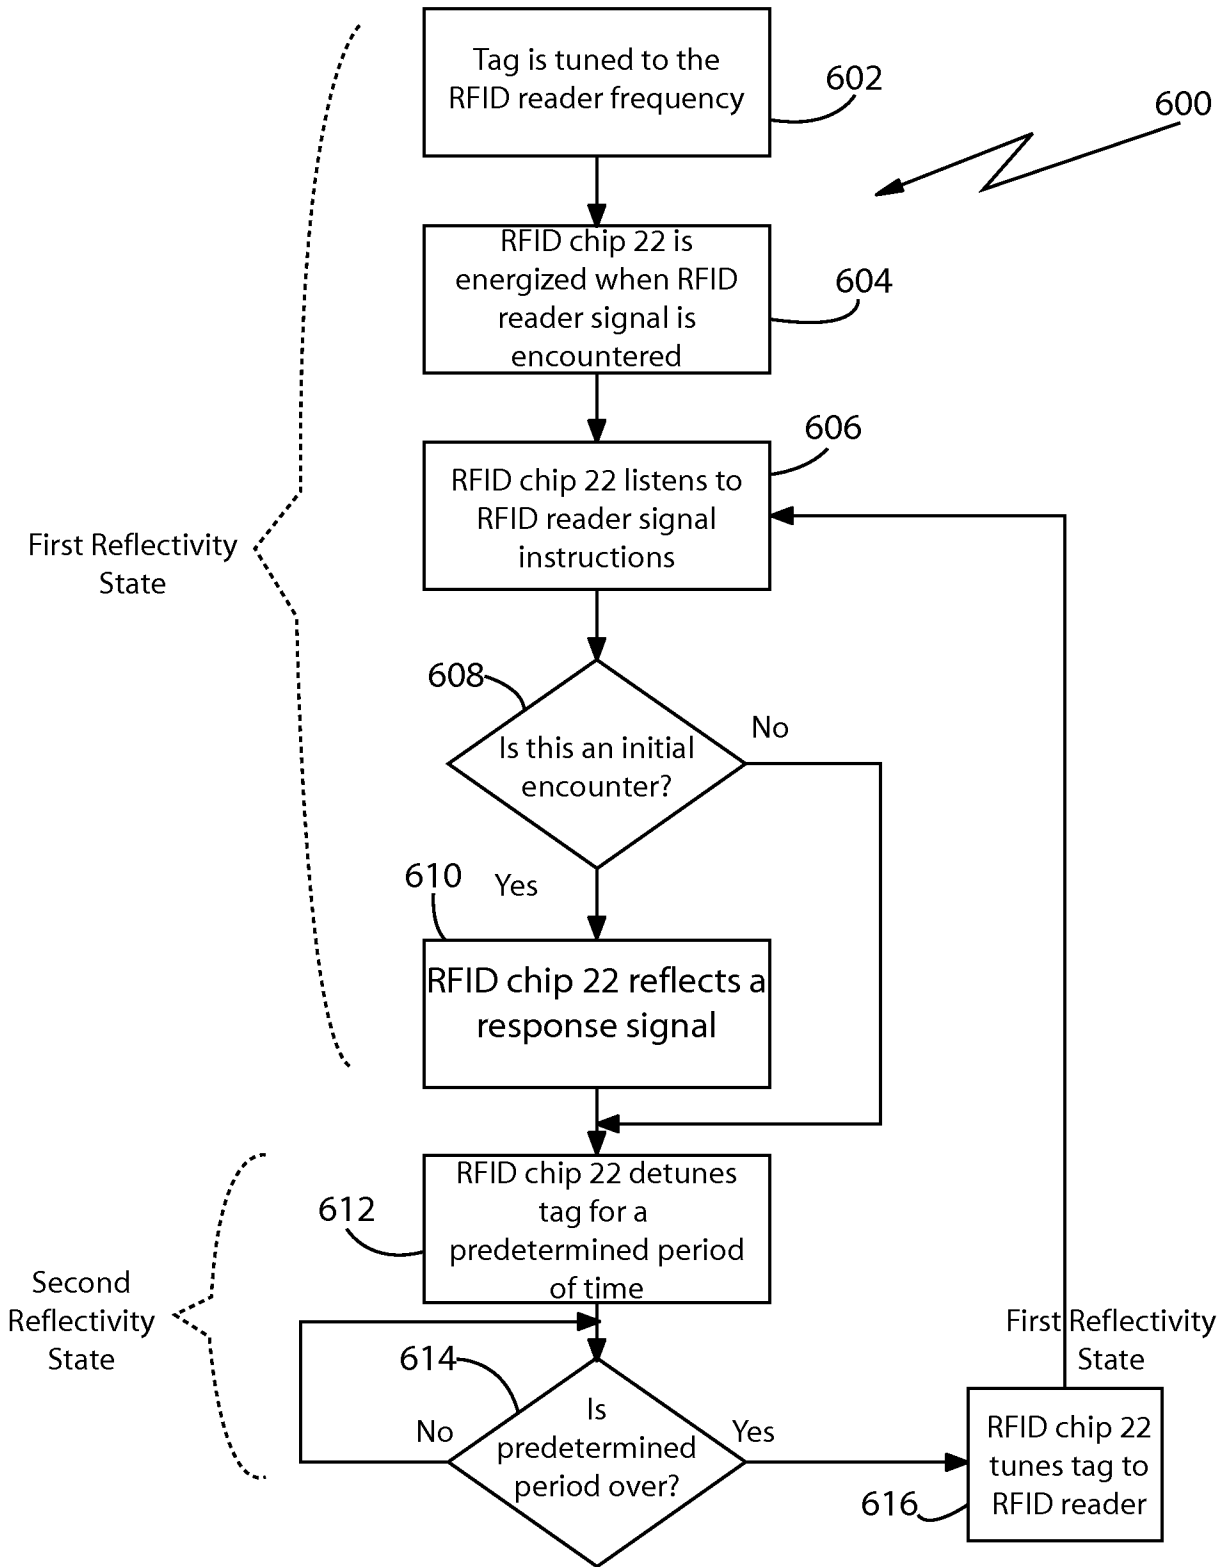 Tag is tuned to the
RFID reader frequency
602
600
RFID chip 22 is
energized when RFID
reader signal is
encountered
604
606
RFID chip 22 listens to
RFID reader signal
instructions
First Reflectivity
State
608
No
Is this an initial
encounter?
610
Yes
RFID chip 22 reflects a
response signal
RFID chip 22 detunes
tag for a
predetermined period
of time
612
Second
Reflectivity
State
First Reflectivity
State
614
Is
predetermined
period over?
No
Yes
RFID chip 22
tunes tag to
RFID reader
616